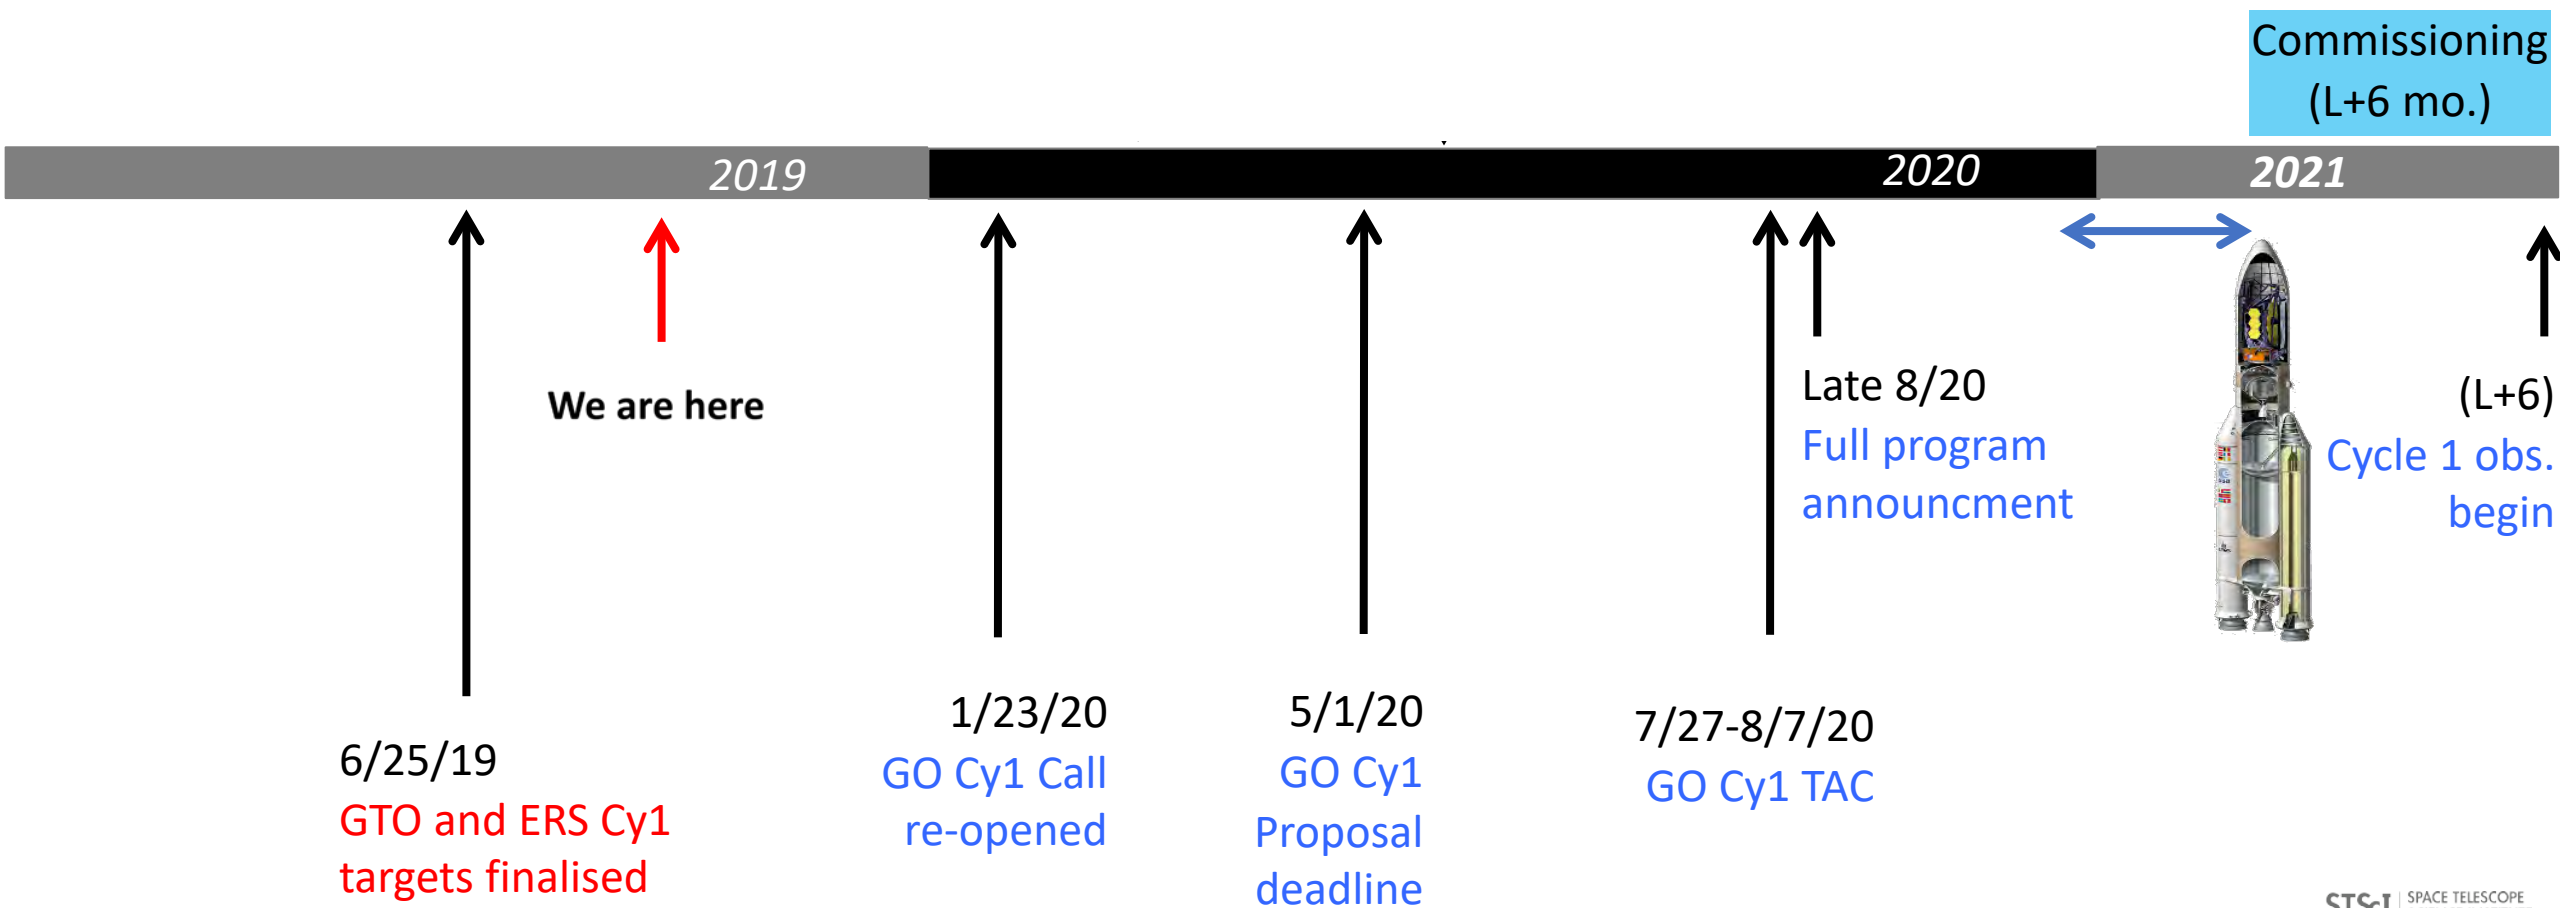 Commissioning
(L+6 mo.)
2019
2020
2021
We are here
Late 8/20
Full program
announcment
(L+6)
Cycle 1 obs.
begin
6/25/19
GTO and ERS Cy1
targets finalised
1/23/20
GO Cy1 Call
re-opened
5/1/20
GO Cy1
Proposal
deadline
7/27-8/7/20
GO Cy1 TAC
STScI | SPACE TELESCOPE